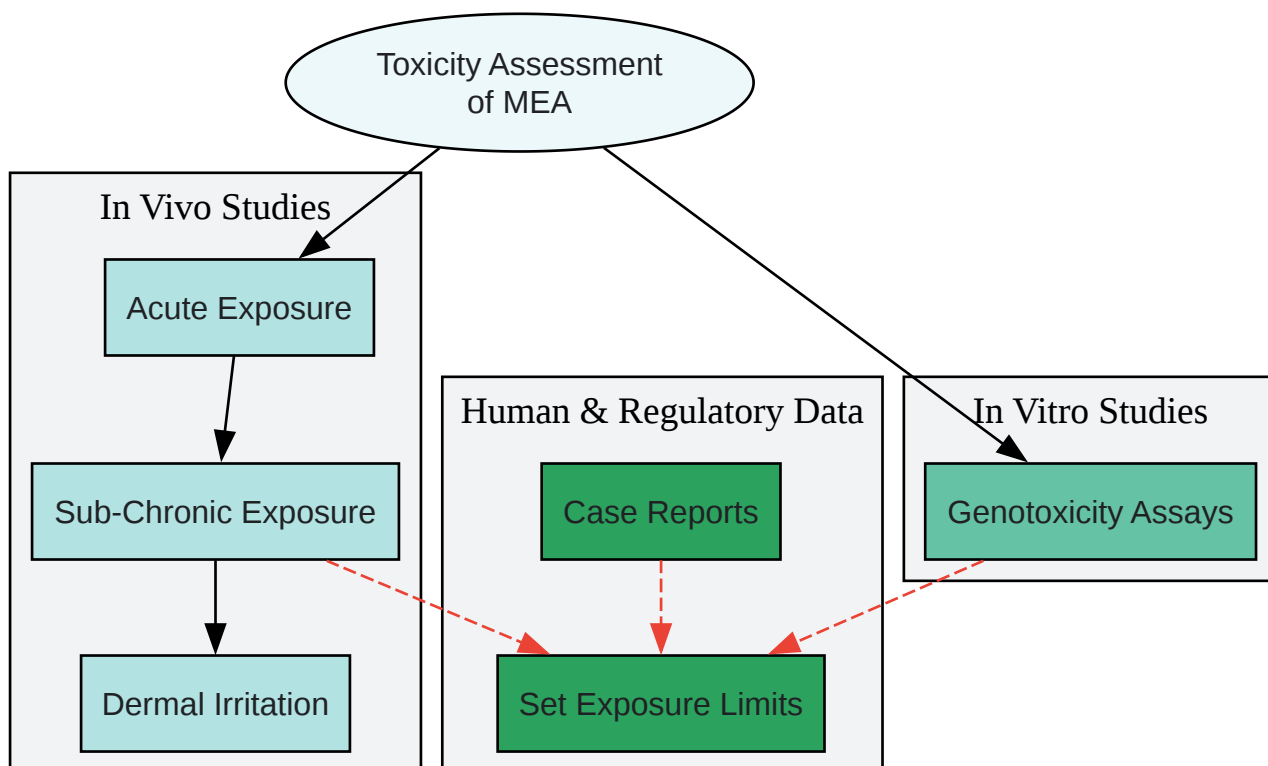 Toxicity Assessment
of MEA
In Vivo Studies
Acute Exposure
Sub-Chronic Exposure
Dermal Irritation
Human & Regulatory Data
Case Reports
Set Exposure Limits
In Vitro Studies
Genotoxicity Assays